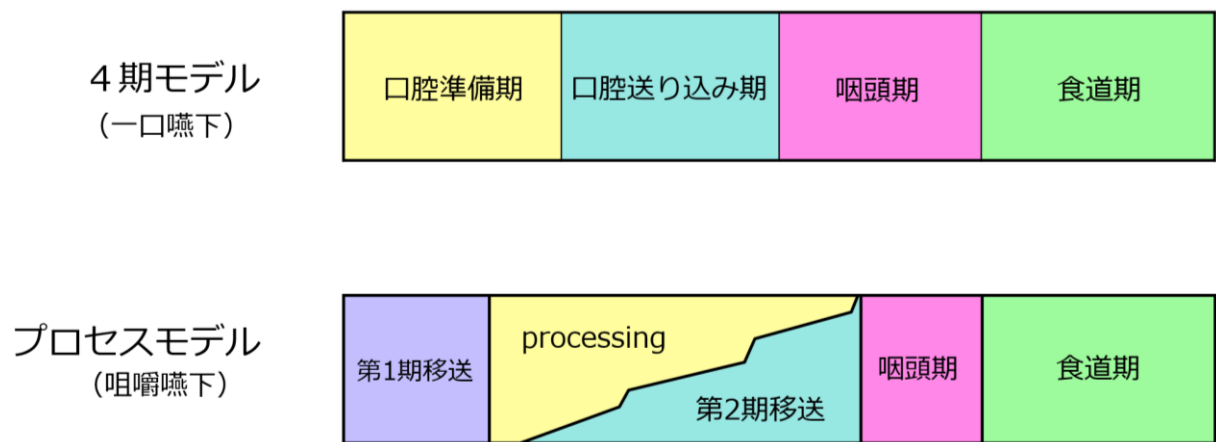 ４期モデル
（一口嚥下）
口腔準備期
口腔送り込み期
咽頭期
食道期
プロセスモデル
（咀嚼嚥下）
第1期移送
processing
第2期移送
咽頭期
食道期